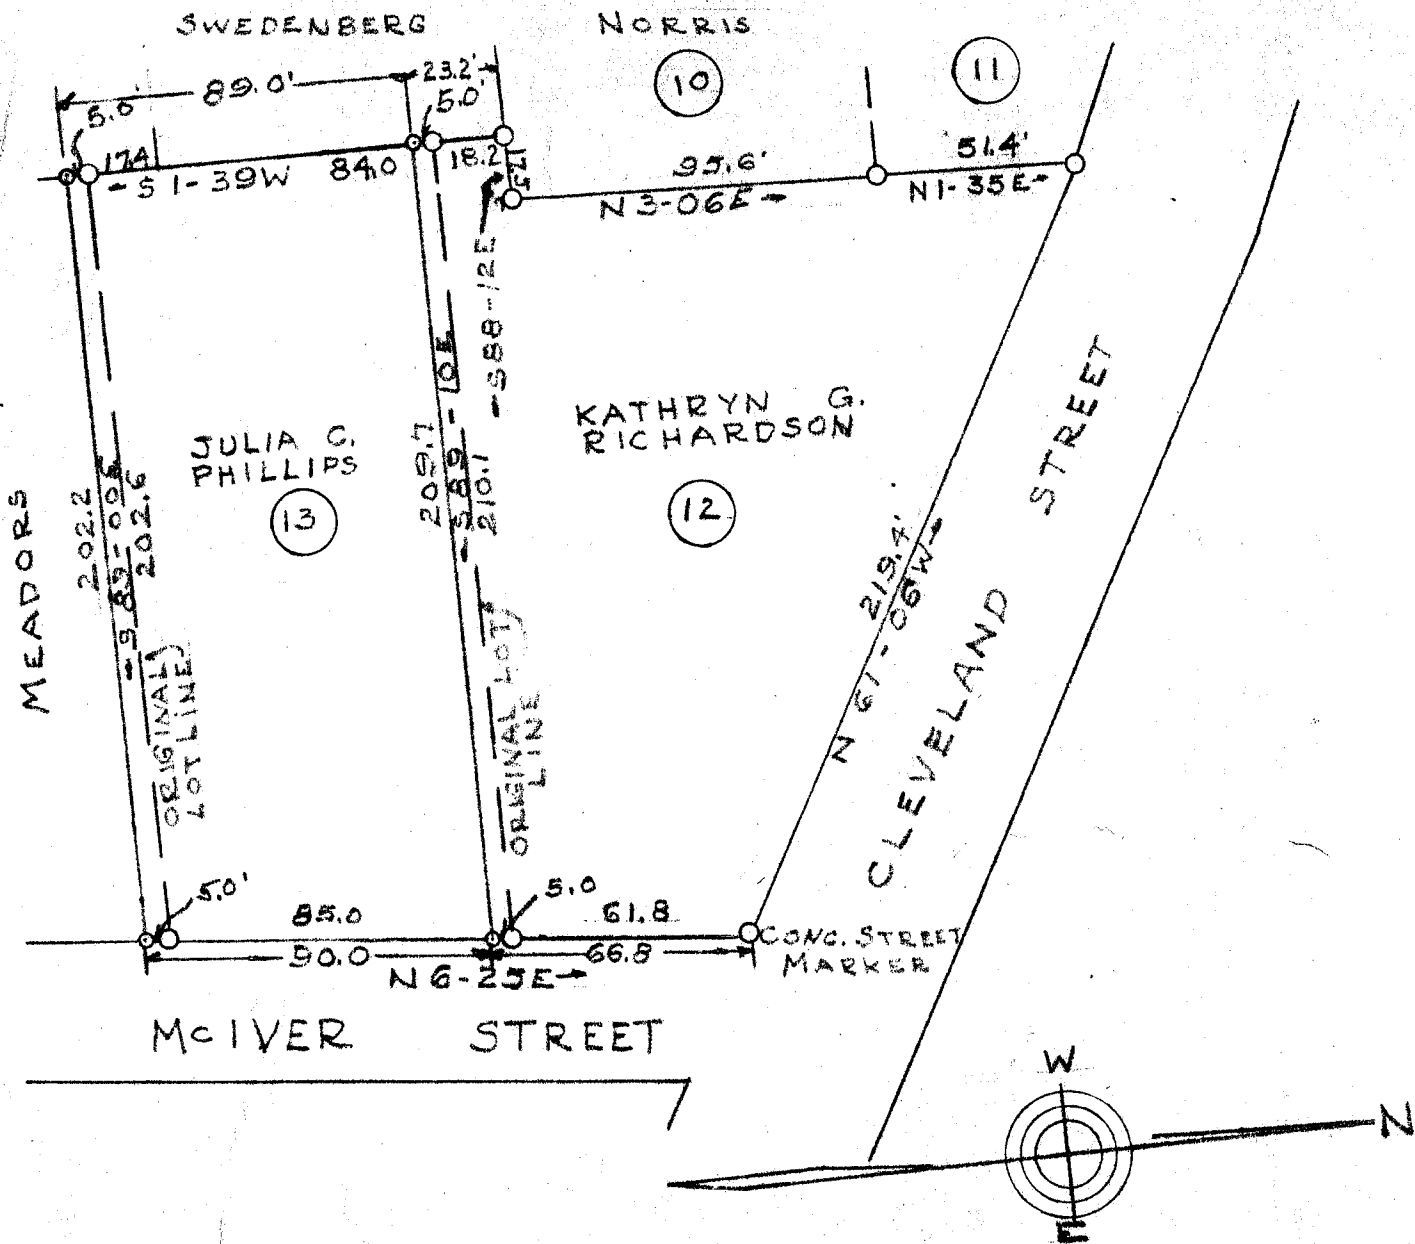 SWEDENBERG
NORRIS
10
11
89.0'
23.2'
5.0'
5.0'
17.4
84.0
18.2
17.5
S 1-39W
95.6'
N 3-06E
51.4'
N 1-35E
S88-12E
JULIA C.
PHILLIPS
13
KATHRYN G.
RICHARDSON
12
MEADORS
202.2
S 89-00E
202.6
209.7
S 89-10E
210.1
219.4'
N 61-06W
CLEVELAND STREET
ORIGINAL
LOT LINE
ORIGINAL LOT
LINE
5.0'
85.0
5.0
61.8
90.0
66.8
N 6-25E
CONC. STREET
MARKER
McIVER STREET
W
N
E